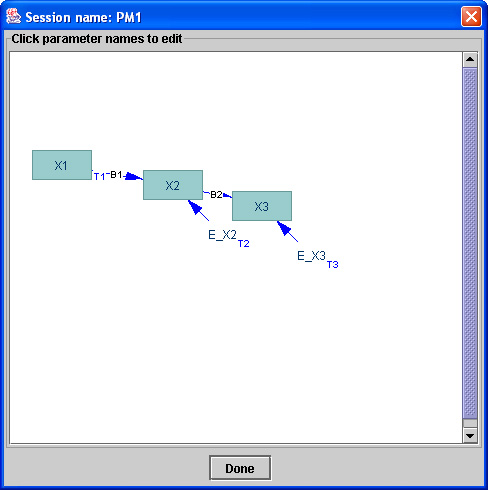 Session name: PM1
Click parameter names to edit
X1
T1
B1
X2
B2
X3
E_X2
T2
E_X3
T3
Done